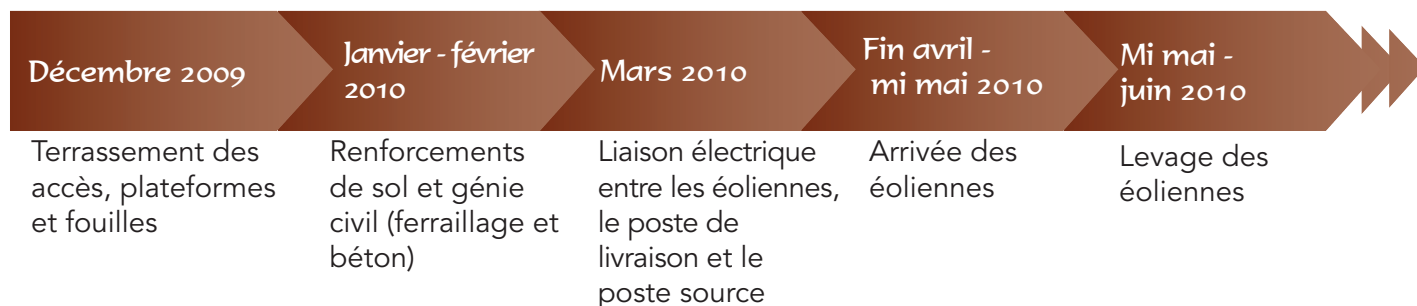 Décembre 2009
Janvier - février
2010
Mars 2010
Fin avril -
mi mai 2010
Mi mai -
juin 2010
Terrassement des
accès, plateformes
et fouilles
Renforcements
de sol et génie
civil (ferraillage et
béton)
Liaison électrique
entre les éoliennes,
le poste de
livraison et le
poste source
Arrivée des
éoliennes
Levage des
éoliennes